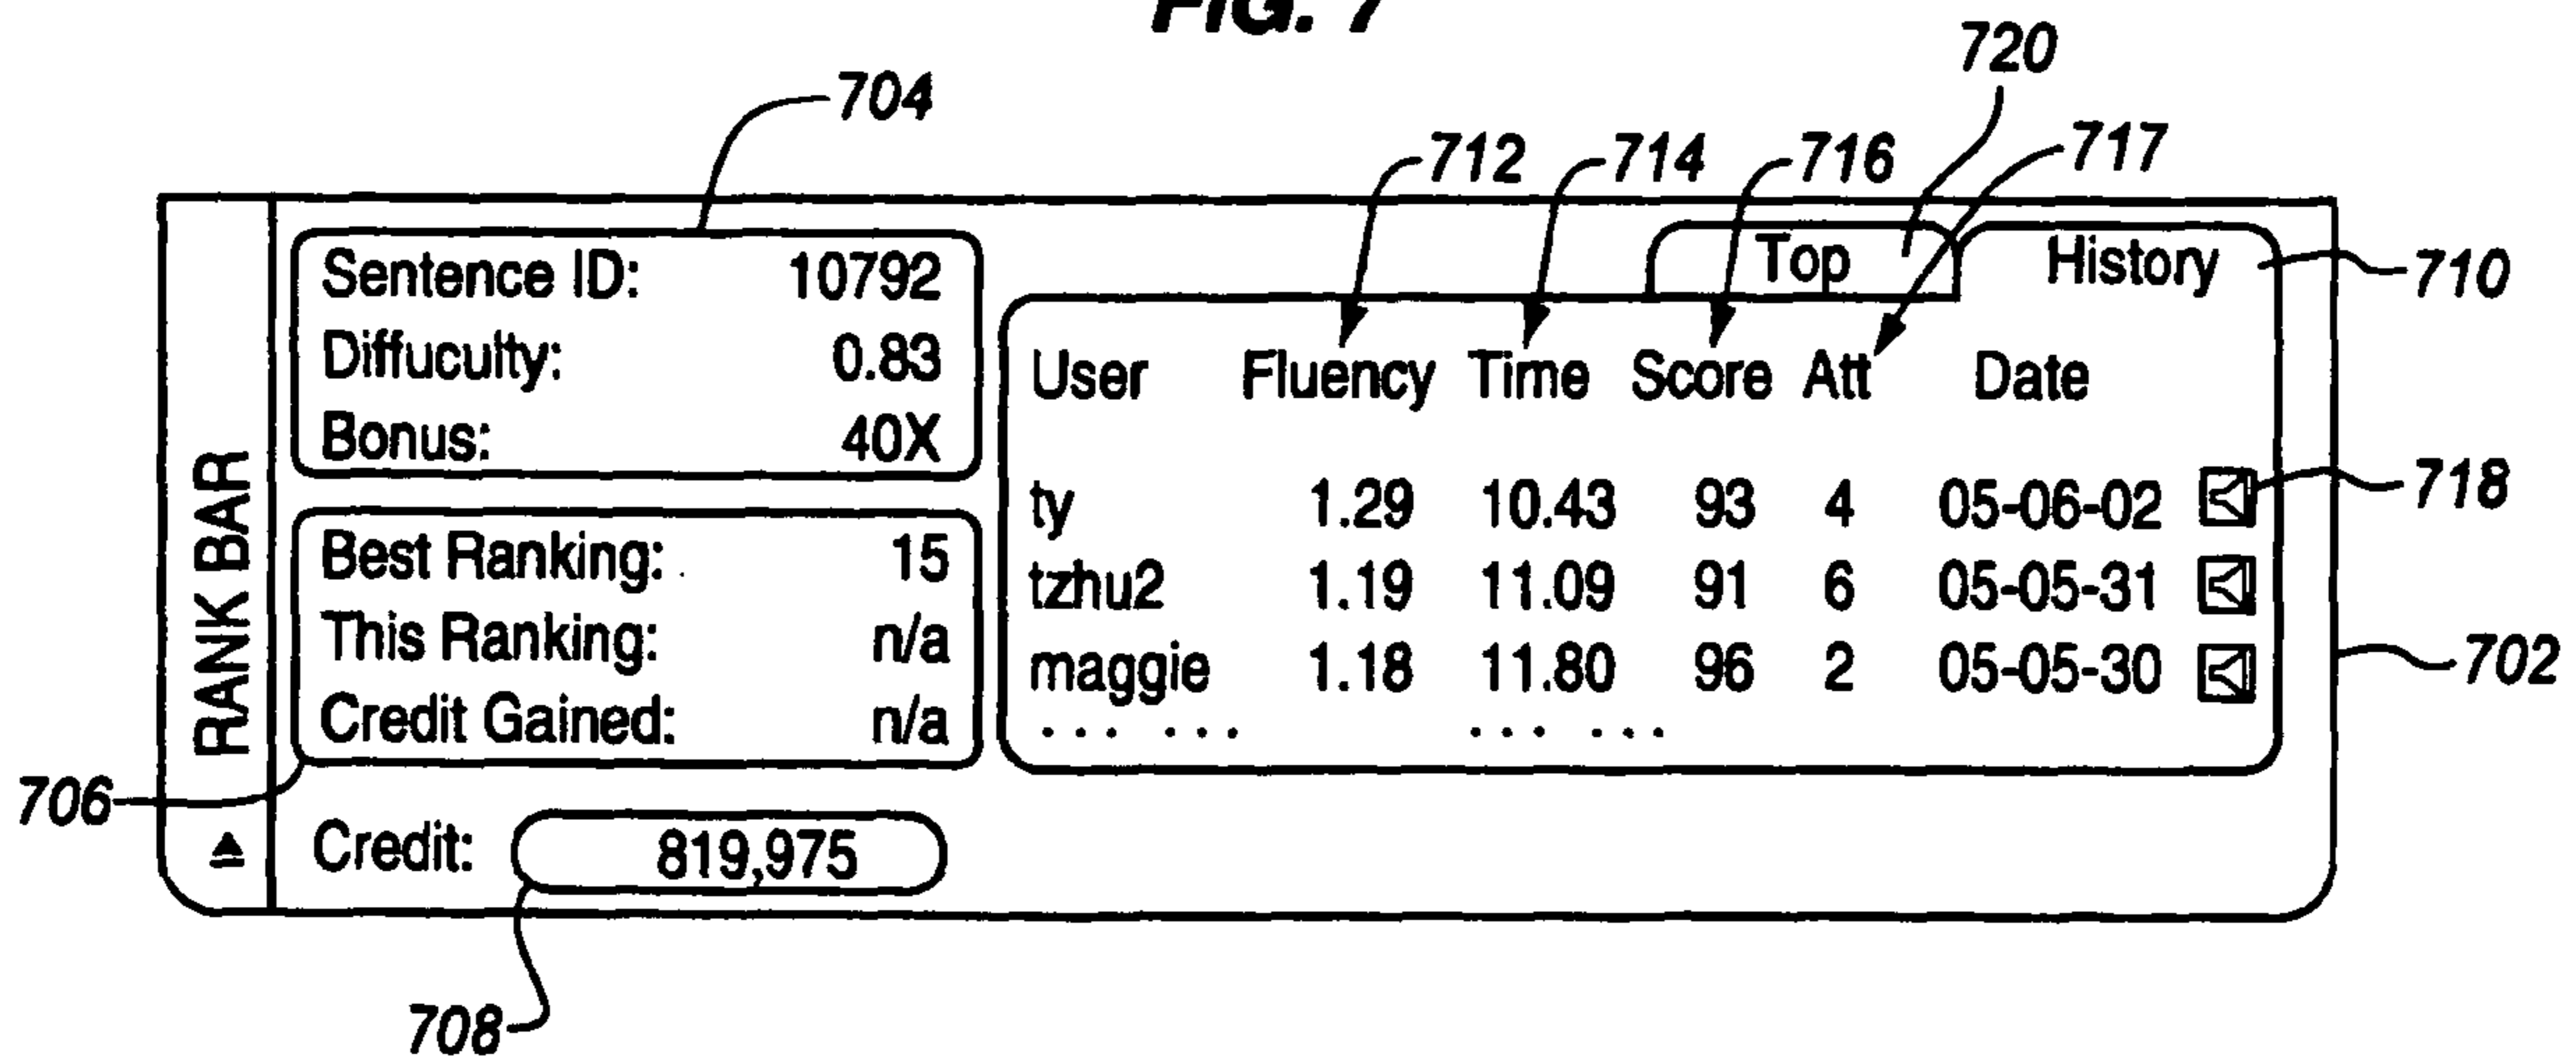 FIG. 7
704
720
712
714
716
717
Top
History
710
RANK BAR
Sentence ID: 10792
Diffuculty: 0.83
Bonus: 40X
Best Ranking: 15
This Ranking: n/a
Credit Gained: n/a
706
Credit: 819,975
708
User Fluency Time Score Att Date
ty 1.29 10.43 93 4 05-06-02
718
tzhu2 1.19 11.09 91 6 05-05-31
maggie 1.18 11.80 96 2 05-05-30
702
... ... ... ...